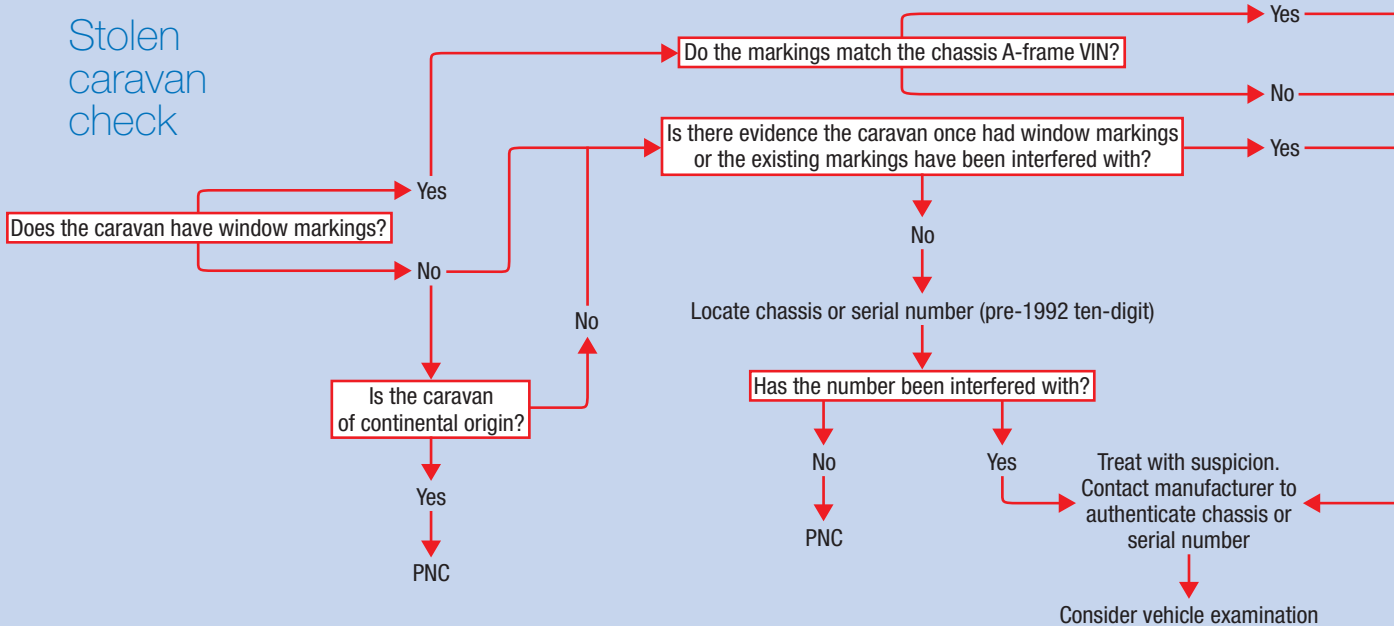 Stolen
caravan
check
Yes
Do the markings match the chassis A-frame VIN?
No
Is there evidence the caravan once had window markings
or the existing markings have been interfered with?
Yes
Yes
Does the caravan have window markings?
No
No
Locate chassis or serial number (pre-1992 ten-digit)
No
Is the caravan
of continental origin?
Has the number been interfered with?
Yes
PNC
No
PNC
Yes
Treat with suspicion.
Contact manufacturer to
authenticate chassis or
serial number
Consider vehicle examination